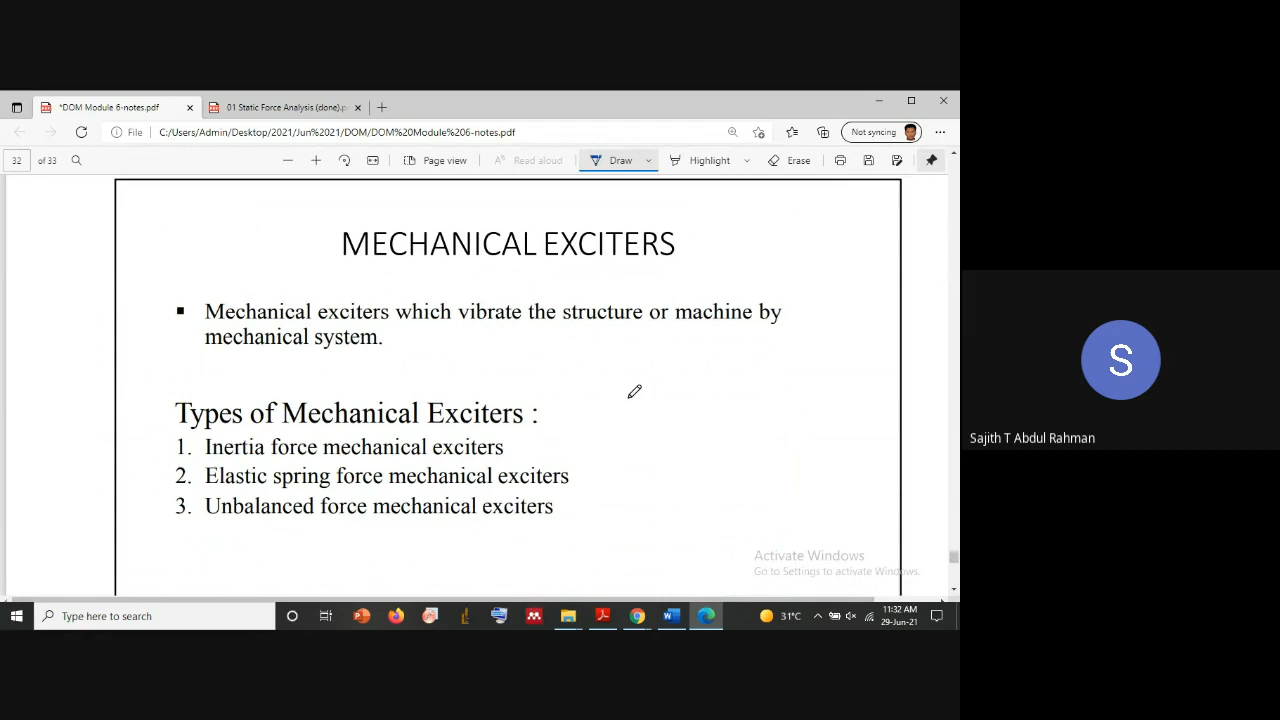 *DOM Module 6-notes.pdf
01 Static Force Analysis (done).p
File
C:/Users/Admin/Desktop/2021/Jun%2021/DOM/DOM%20Module%206-notes.pdf
Not syncing
32 of 33
Page view
Read aloud
Draw
Highlight
Erase
MECHANICAL EXCITERS
▪ Mechanical exciters which vibrate the structure or machine by
mechanical system.
Types of Mechanical Exciters :
1. Inertia force mechanical exciters
2. Elastic spring force mechanical exciters
3. Unbalanced force mechanical exciters
Activate Windows
Go to Settings to activate Windows.
S
Sajith T Abdul Rahman
Type here to search
31°C
11:32 AM
29-Jun-21